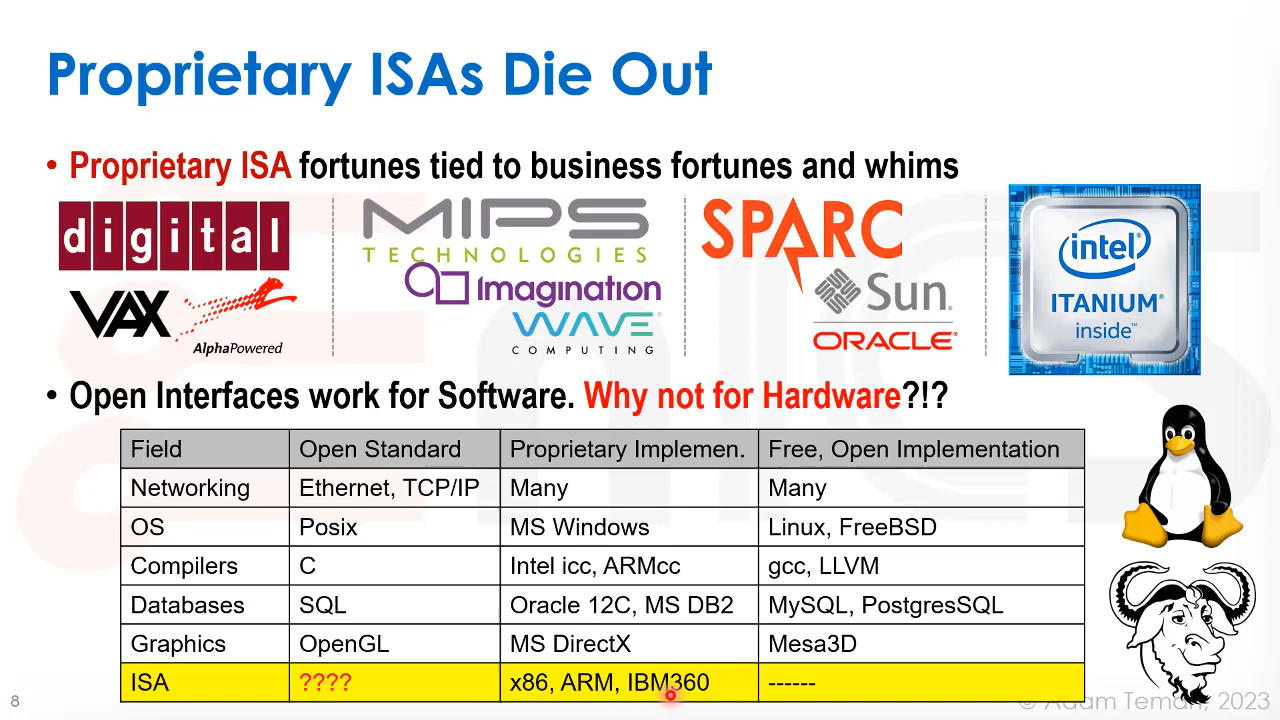 Proprietary ISAs Die Out
• Proprietary ISA fortunes tied to business fortunes and whims
digital
VAX
AlphaPowered
MIPS
TECHNOLOGIES
Imagination
WAVE
COMPUTING
SPARC
Sun
ORACLE®
intel®
ITANIUM®
inside™
• Open Interfaces work for Software. Why not for Hardware?!?
Field Open Standard Proprietary Implemen. Free, Open Implementation
Networking Ethernet, TCP/IP Many Many
OS Posix MS Windows Linux, FreeBSD
Compilers C Intel icc, ARMcc gcc, LLVM
Databases SQL Oracle 12C, MS DB2 MySQL, PostgresSQL
Graphics OpenGL MS DirectX Mesa3D
ISA ???? x86, ARM, IBM360 ------
8
© Adam Teman, 2023